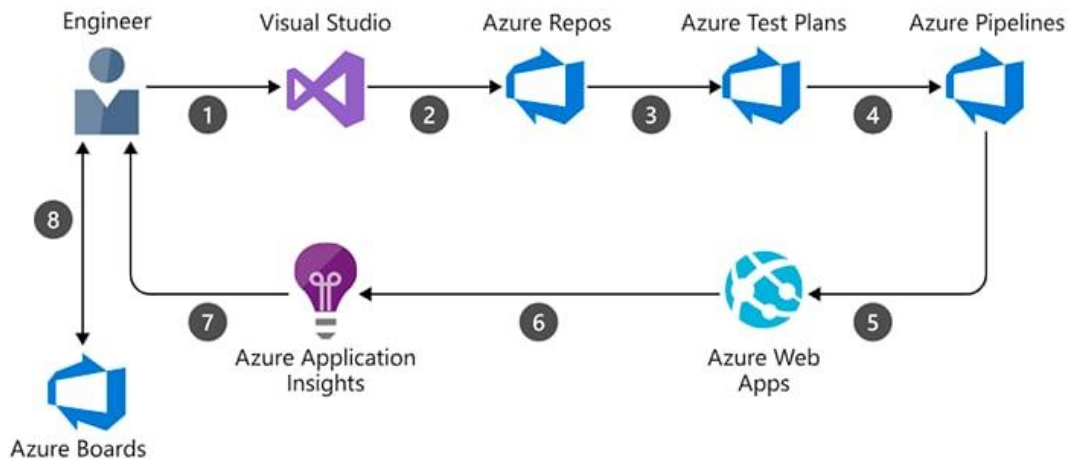 Engineer
Visual Studio
Azure Repos
Azure Test Plans
Azure Pipelines
1
2
3
4
8
7
6
5
Azure Application
Insights
Azure Web
Apps
Azure Boards